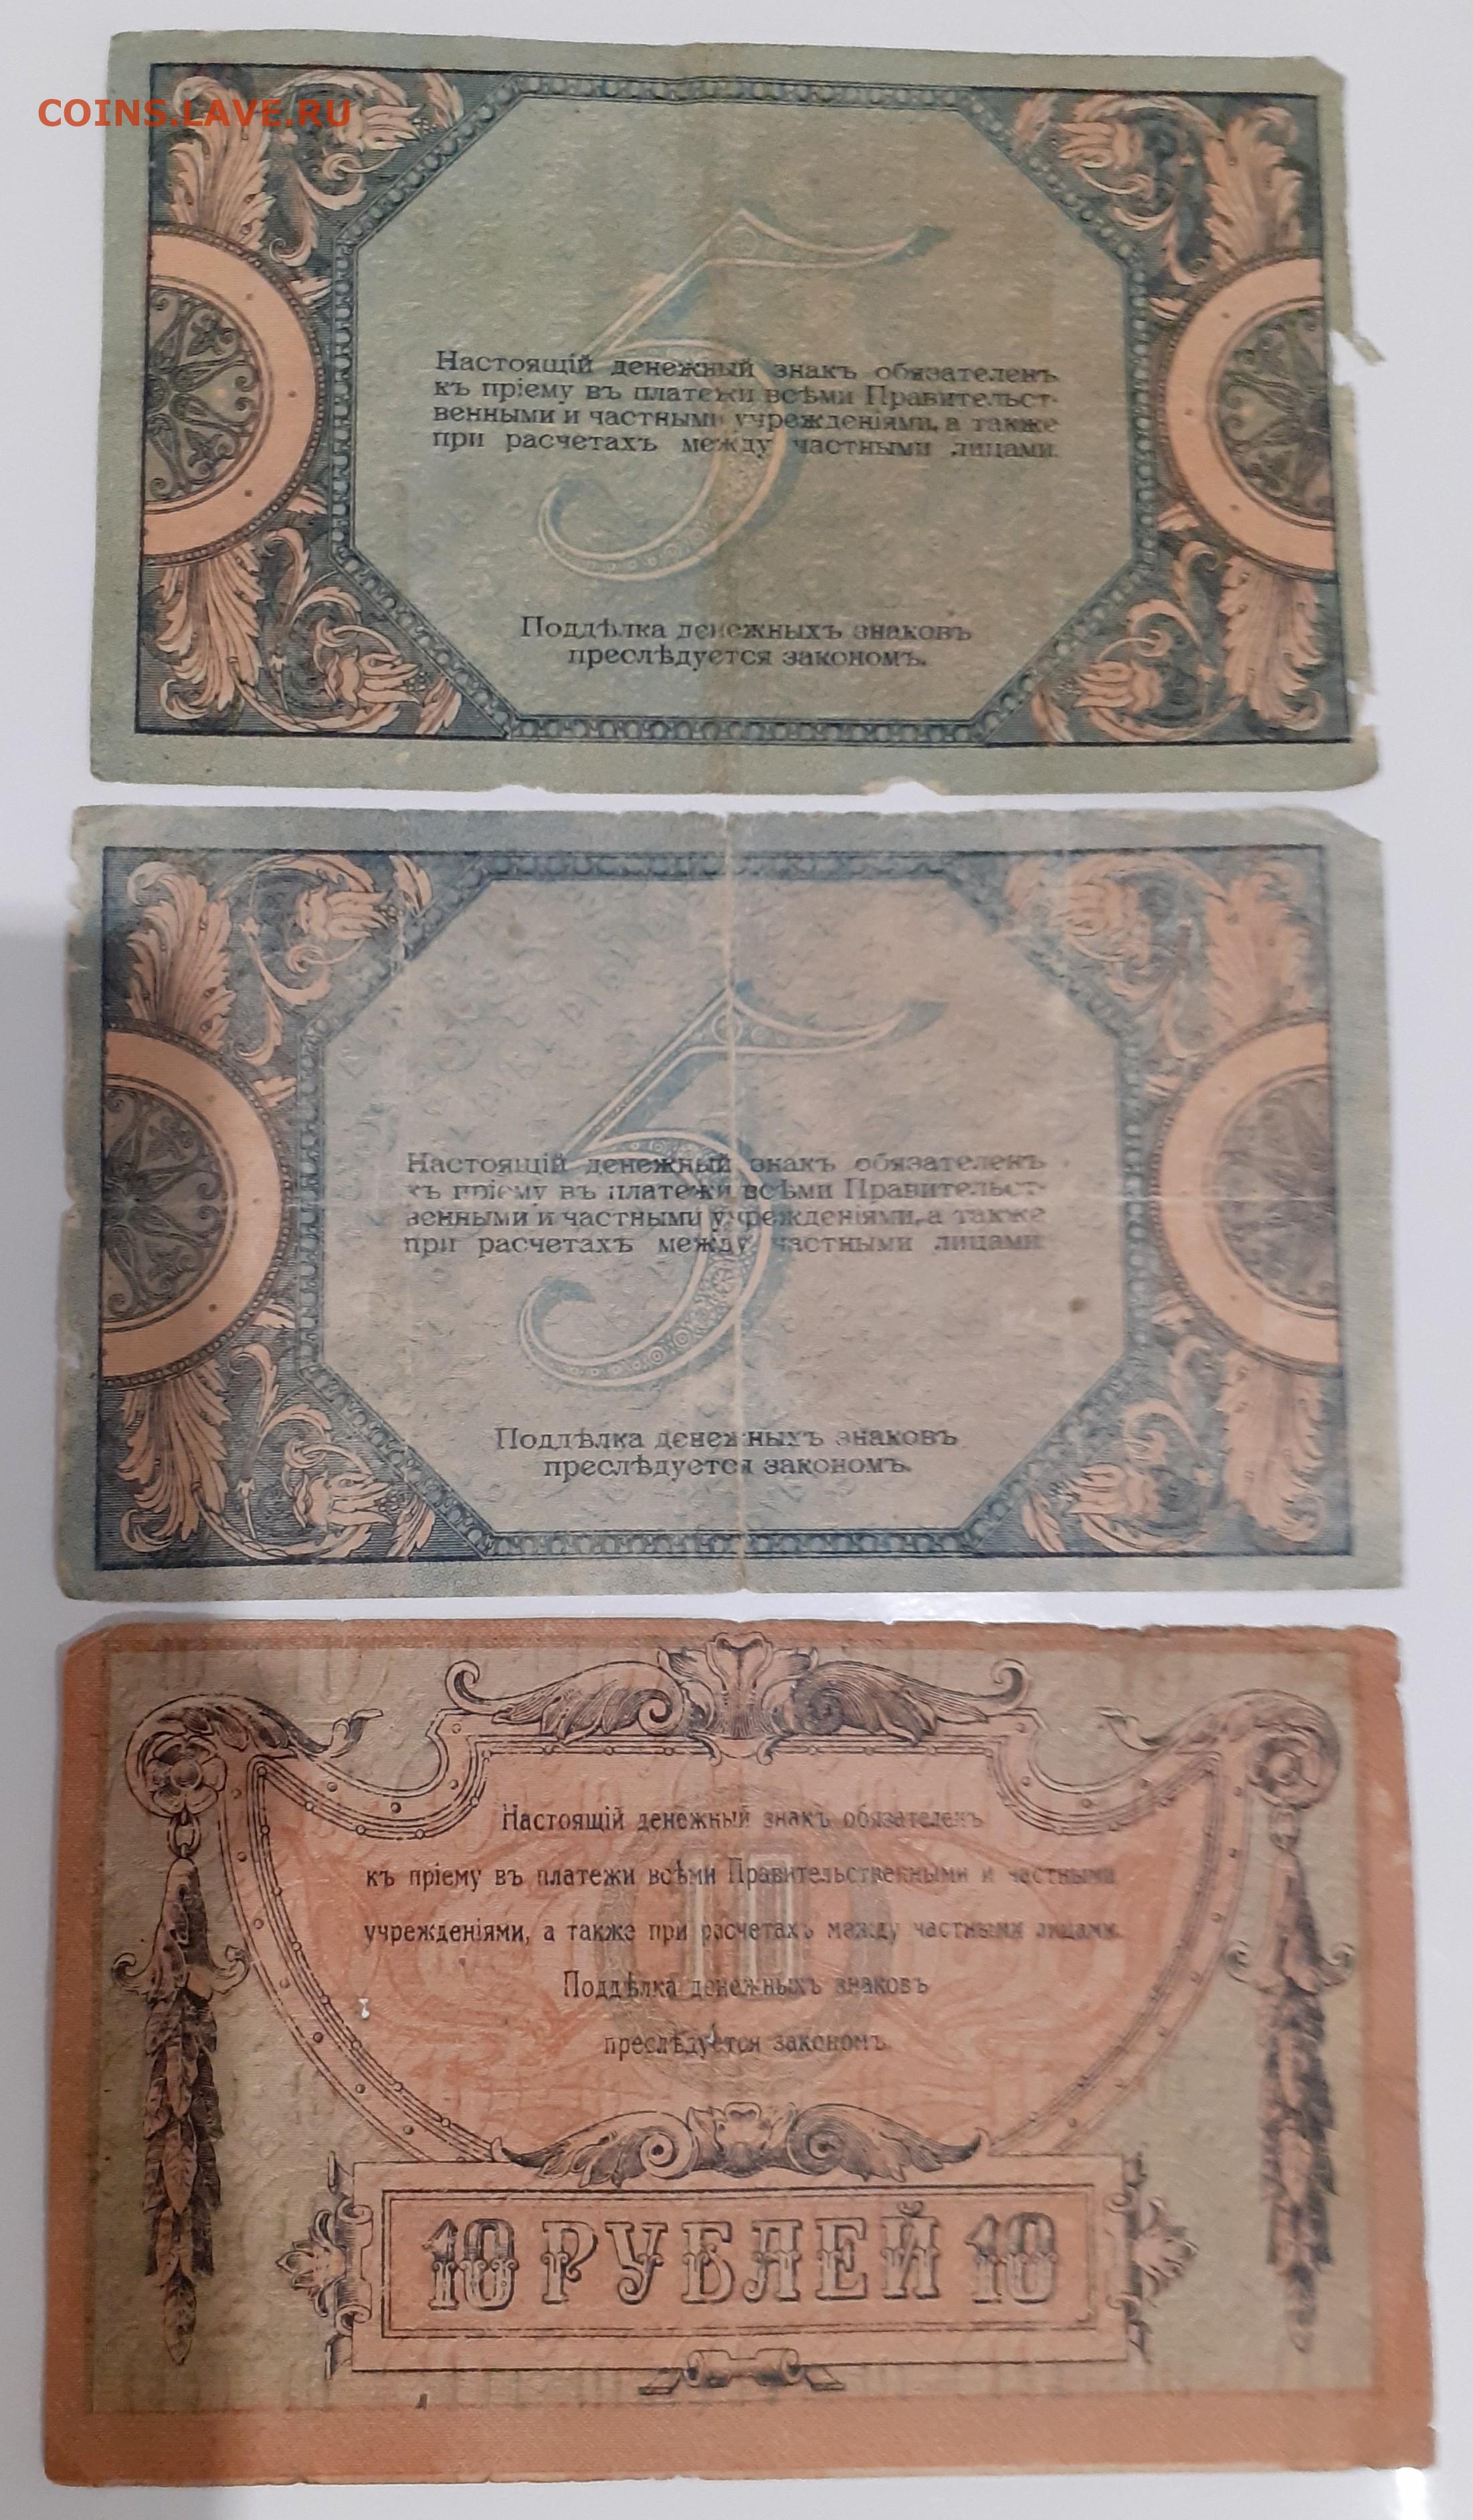 COINS.LAVE.RU
Настоящій денежный знакъ обязателенъ
къ пріему въ платежи всѣми Правительст-
венными и частными учрежденіями, а также
при расчетахъ между частными лицами.
5
Поддѣлка денежныхъ знаковъ
преслѣдуется закономъ.
Настоящій денежный знакъ обязателенъ
къ пріему въ платежи всѣми Правительст-
венными и частными учрежденіями, а также
при расчетахъ между частными лицами
5
Поддѣлка денежныхъ знаковъ
преслѣдуется закономъ.
Настоящій денежный знакъ обязателенъ
къ пріему въ платежи всѣми Правительственными и частными
учрежденіями, а также при расчетахъ между частными лицами.
10
Поддѣлка денежныхъ знаковъ
преслѣдуется закономъ.
10 РУБЛЕЙ 10